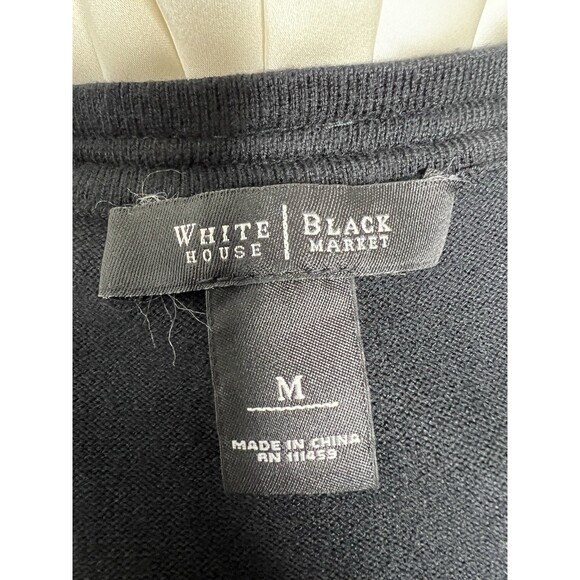 WHITE | BLACK
HOUSE | MARKET
M
MADE IN CHINA
RN 111459